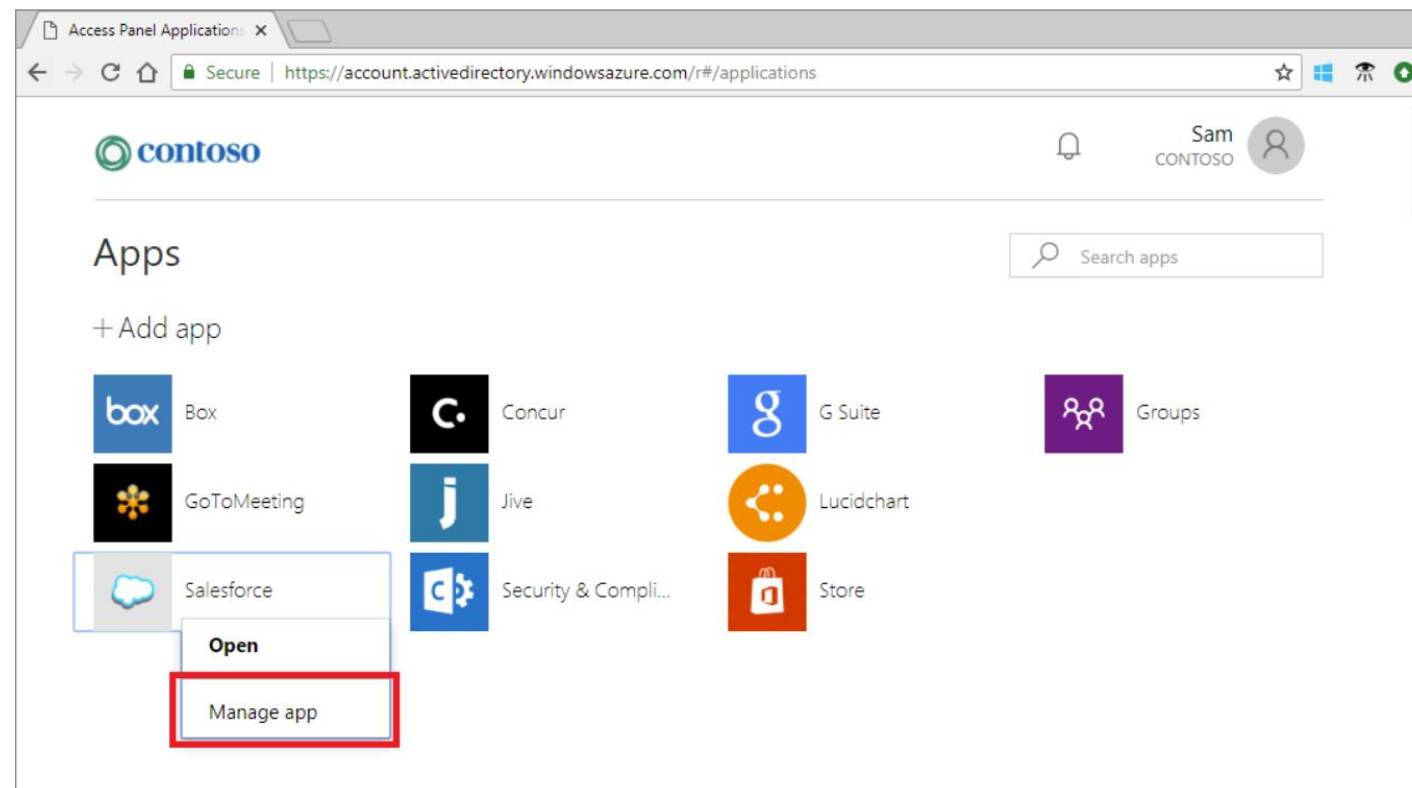 Access Panel Application
Secure | https://account.activedirectory.windowsazure.com/r#/applications
contoso
Sam
CONTOSO
Apps
Search apps
+ Add app
box Box
C. Concur
g G Suite
Groups
GoToMeeting
j Jive
Lucidchart
Salesforce
C Security & Compli...
Store
Open
Manage app